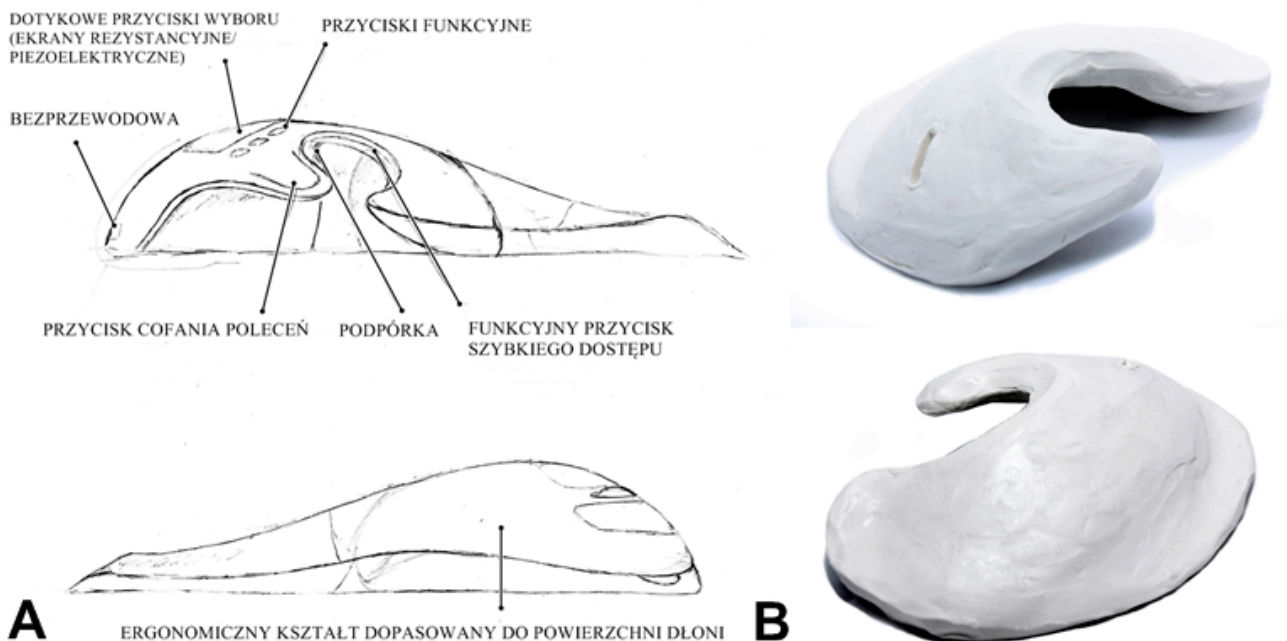 DOTYKOWE PRZYCISKI WYBORU
(EKRANY REZYSTANCYJNE/
PIEZOELEKTRYCZNE)
PRZYCISKI FUNKCYJNE
BEZPRZEWODOWA
PRZYCISK COFANIA POLECEŃ
PODPÓRKA
FUNKCYJNY PRZYCISK
SZYBKIEGO DOSTĘPU
ERGONOMICZNY KSZTAŁT DOPASOWANY DO POWIERZCHNI DŁONI
A
B